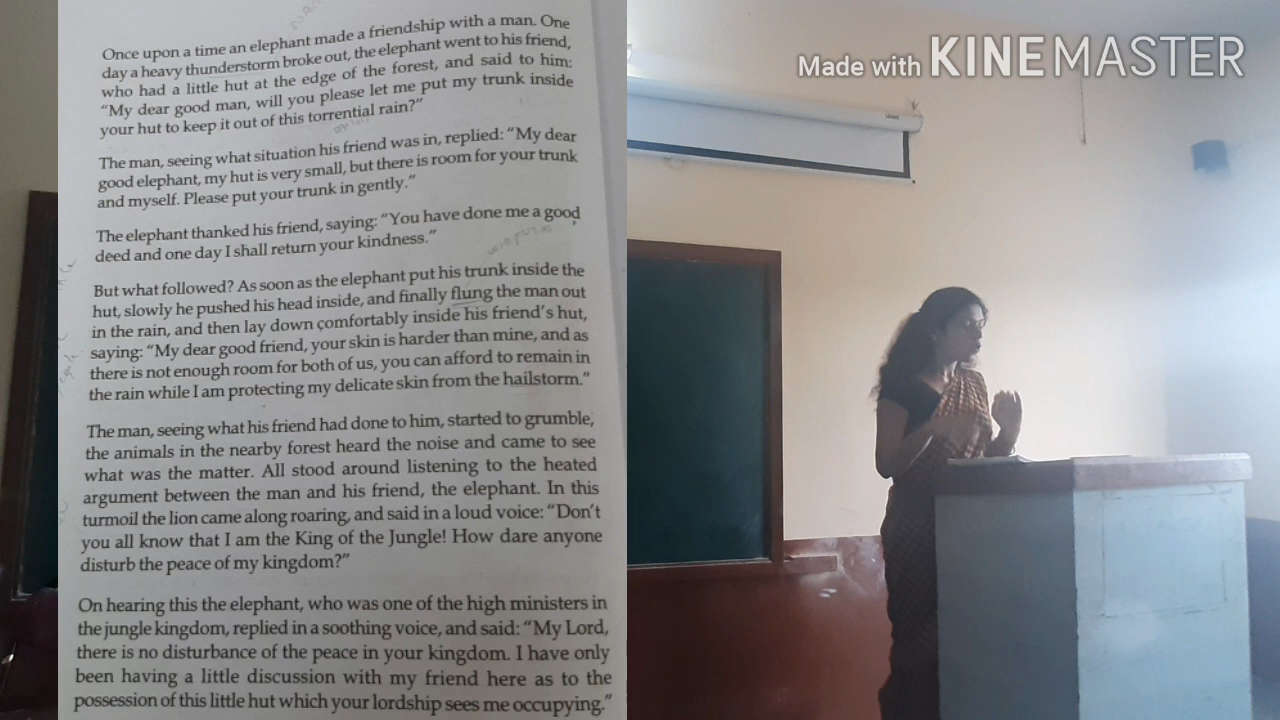 Once upon a time an elephant made a friendship with a man. One
day a heavy thunderstorm broke out, the elephant went to his friend,
who had a little hut at the edge of the forest, and said to him:
“My dear good man, will you please let me put my trunk inside
your hut to keep it out of this torrential rain?”
The man, seeing what situation his friend was in, replied: “My dear
good elephant, my hut is very small, but there is room for your trunk
and myself. Please put your trunk in gently.”
The elephant thanked his friend, saying: “You have done me a good
deed and one day I shall return your kindness.”
But what followed? As soon as the elephant put his trunk inside the
hut, slowly he pushed his head inside, and finally flung the man out
in the rain, and then lay down comfortably inside his friend’s hut,
saying: “My dear good friend, your skin is harder than mine, and as
there is not enough room for both of us, you can afford to remain in
the rain while I am protecting my delicate skin from the hailstorm.”
The man, seeing what his friend had done to him, started to grumble,
the animals in the nearby forest heard the noise and came to see
what was the matter. All stood around listening to the heated
argument between the man and his friend, the elephant. In this
turmoil the lion came along roaring, and said in a loud voice: “Don’t
you all know that I am the King of the Jungle! How dare anyone
disturb the peace of my kingdom?”
On hearing this the elephant, who was one of the high ministers in
the jungle kingdom, replied in a soothing voice, and said: “My Lord,
there is no disturbance of the peace in your kingdom. I have only
been having a little discussion with my friend here as to the
possession of this little hut which your lordship sees me occupying.”
Made with KINEMASTER